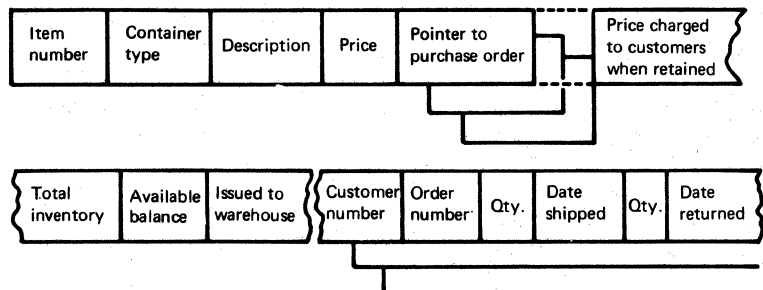 Item
number
Container
type
Description
Price
Pointer to
purchase order
Price charged
to customers
when retained
Total
inventory
Available
balance
Issued to
warehouse
Customer
number
Order
number
Qty.
Date
shipped
Qty.
Date
returned